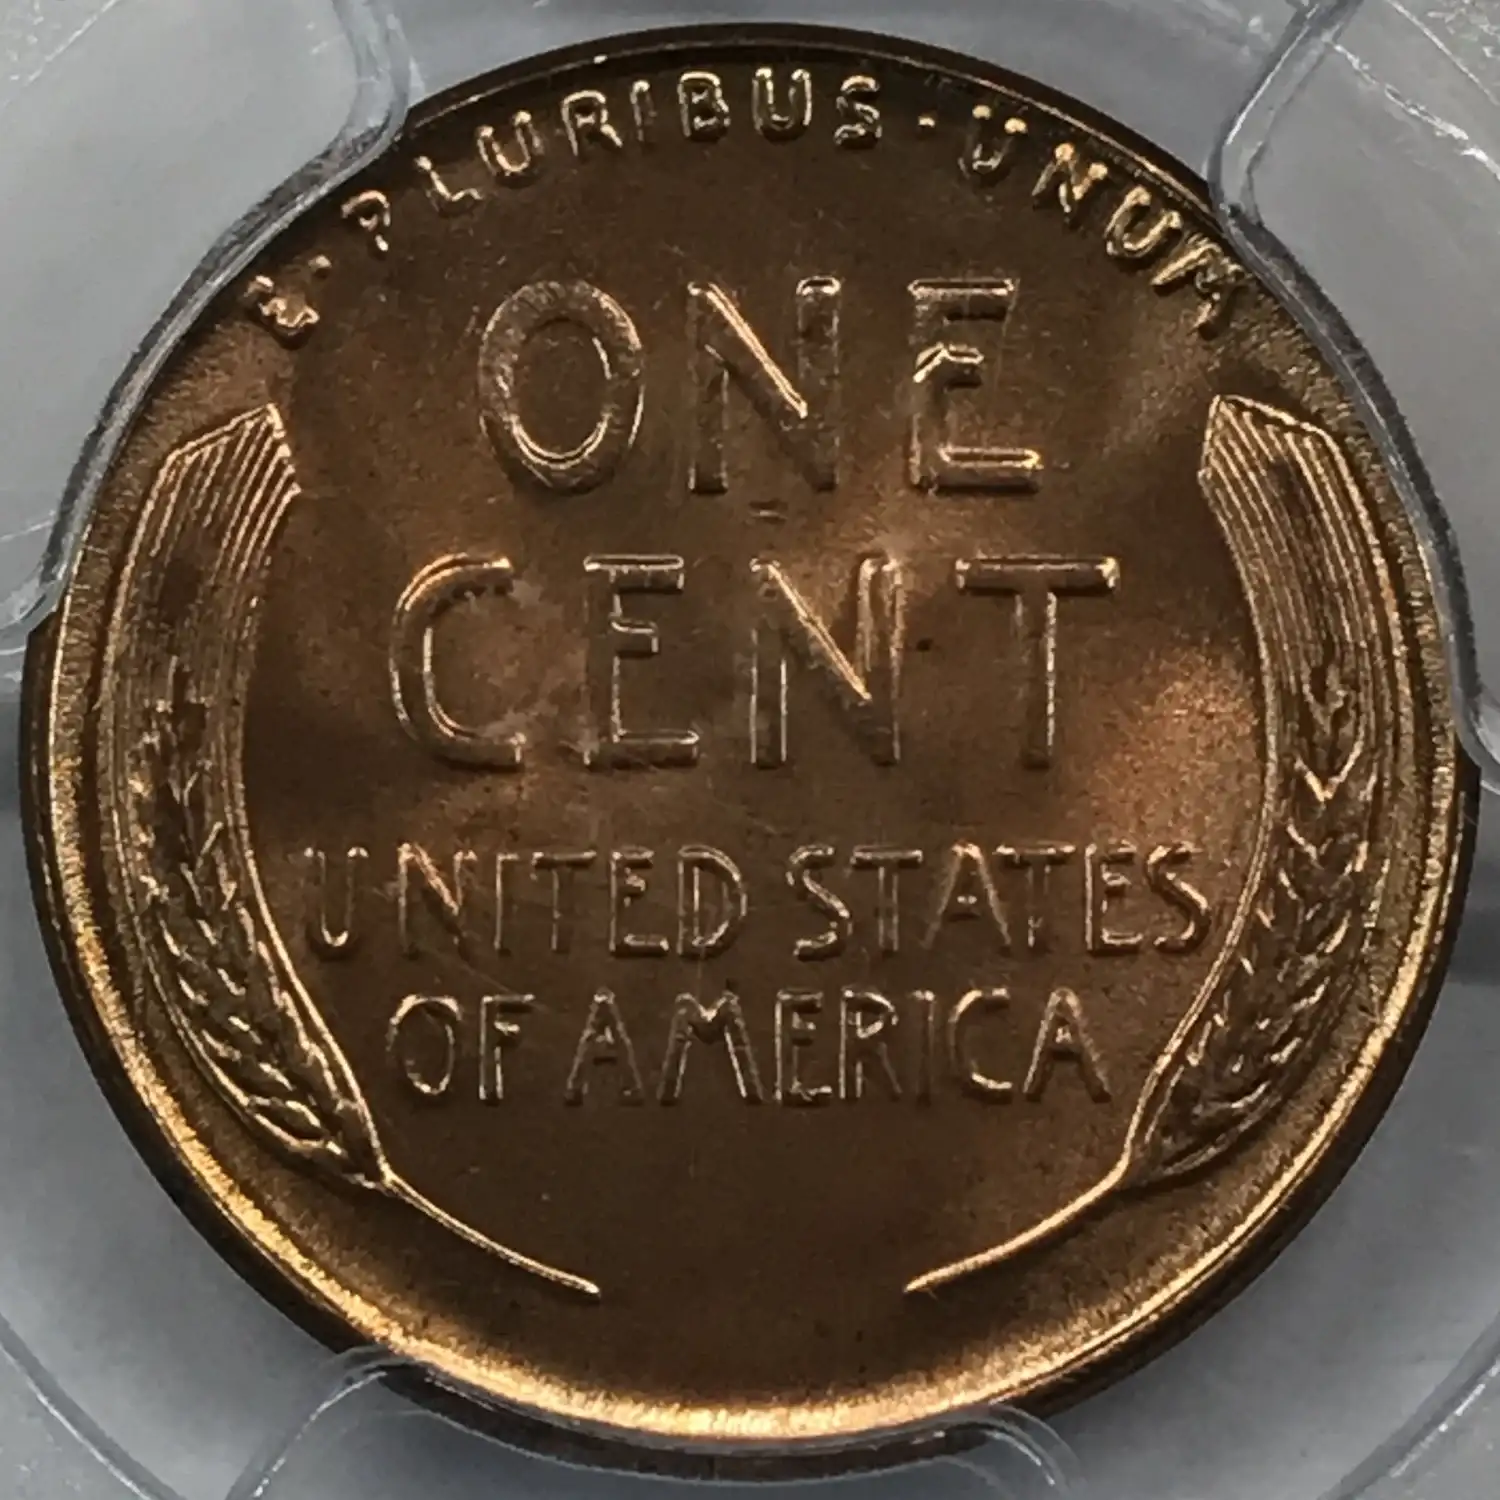 E·PLURIBUS·UNUM
ONE
CENT
UNITED STATES
OF AMERICA